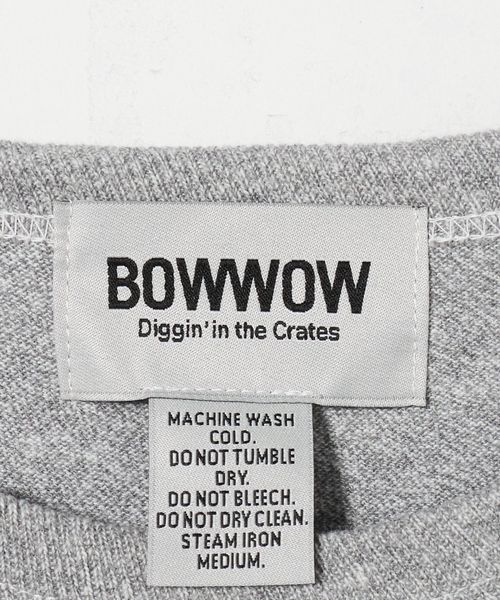 BOWWOW
Diggin' in the Crates
MACHINE WASH
COLD.
DO NOT TUMBLE
DRY.
DO NOT BLEECH.
DO NOT DRY CLEAN.
STEAM IRON
MEDIUM.